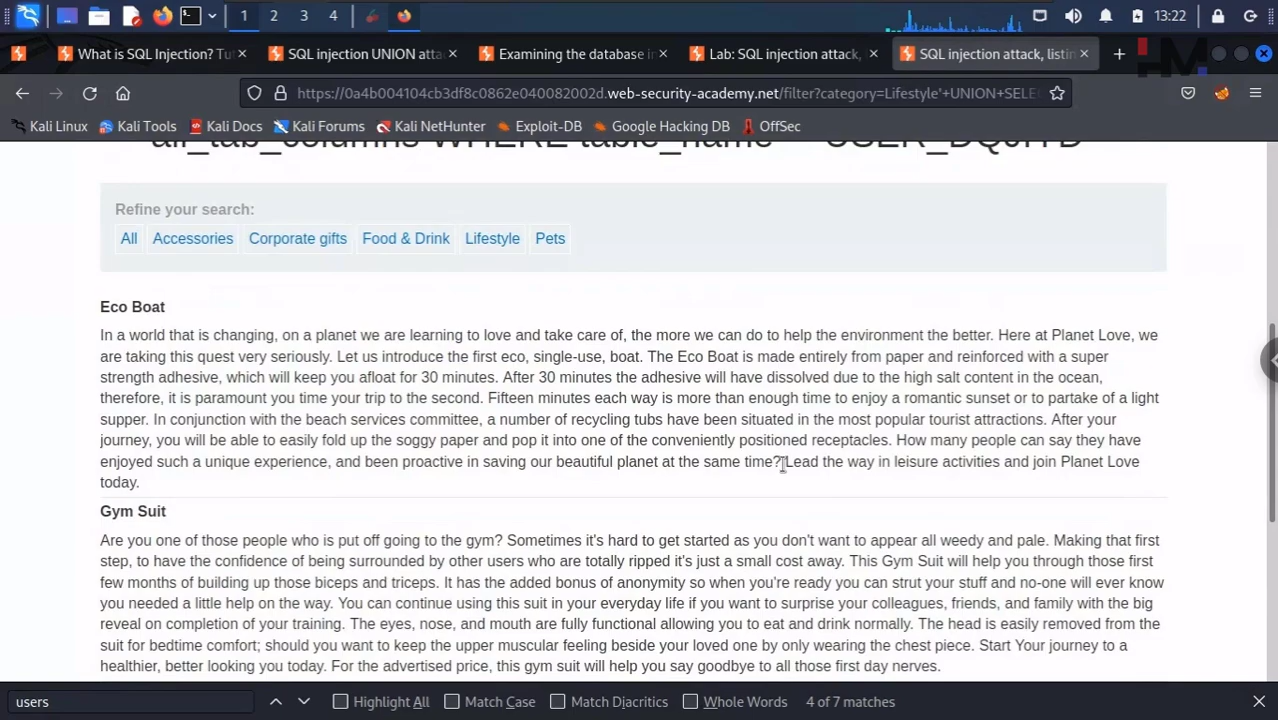 1 2 3 4 13:22
What is SQL Injection? Tut SQL injection UNION atta Examining the database in Lab: SQL injection attack, SQL injection attack, listin
https://0a4b004104cb3df8c0862e040082002d.web-security-academy.net/filter?category=Lifestyle'+UNION+SELE
Kali Linux Kali Tools Kali Docs Kali Forums Kali NetHunter Exploit-DB Google Hacking DB OffSec
all_tab_columns WHERE table_name
Refine your search:
All Accessories Corporate gifts Food & Drink Lifestyle Pets
Eco Boat
In a world that is changing, on a planet we are learning to love and take care of, the more we can do to help the environment the better. Here at Planet Love, we
are taking this quest very seriously. Let us introduce the first eco, single-use, boat. The Eco Boat is made entirely from paper and reinforced with a super
strength adhesive, which will keep you afloat for 30 minutes. After 30 minutes the adhesive will have dissolved due to the high salt content in the ocean,
therefore, it is paramount you time your trip to the second. Fifteen minutes each way is more than enough time to enjoy a romantic sunset or to partake of a light
supper. In conjunction with the beach services committee, a number of recycling tubs have been situated in the most popular tourist attractions. After your
journey, you will be able to easily fold up the soggy paper and pop it into one of the conveniently positioned receptacles. How many people can say they have
enjoyed such a unique experience, and been proactive in saving our beautiful planet at the same time? Lead the way in leisure activities and join Planet Love
today.
Gym Suit
Are you one of those people who is put off going to the gym? Sometimes it's hard to get started as you don't want to appear all weedy and pale. Making that first
step, to have the confidence of being surrounded by other users who are totally ripped it's just a small cost away. This Gym Suit will help you through those first
few months of building up those biceps and triceps. It has the added bonus of anonymity so when you're ready you can strut your stuff and no-one will ever know
you needed a little help on the way. You can continue using this suit in your everyday life if you want to surprise your colleagues, friends, and family with the big
reveal on completion of your training. The eyes, nose, and mouth are fully functional allowing you to eat and drink normally. The head is easily removed from the
suit for bedtime comfort; should you want to keep the upper muscular feeling beside your loved one by only wearing the chest piece. Start Your journey to a
healthier, better looking you today. For the advertised price, this gym suit will help you say goodbye to all those first day nerves.
users Highlight All Match Case Match Diacritics Whole Words 4 of 7 matches